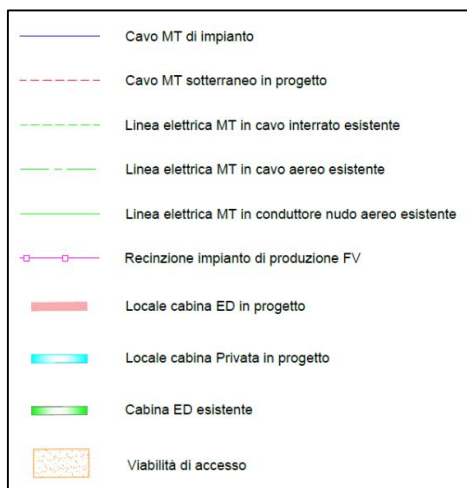 Cavo MT di impianto
Cavo MT sotterraneo in progetto
Linea elettrica MT in cavo interrato esistente
Linea elettrica MT in cavo aereo esistente
Linea elettrica MT in conduttore nudo aereo esistente
Recinzione impianto di produzione FV
Locale cabina ED in progetto
Locale cabina Privata in progetto
Cabina ED esistente
Viabilità di accesso